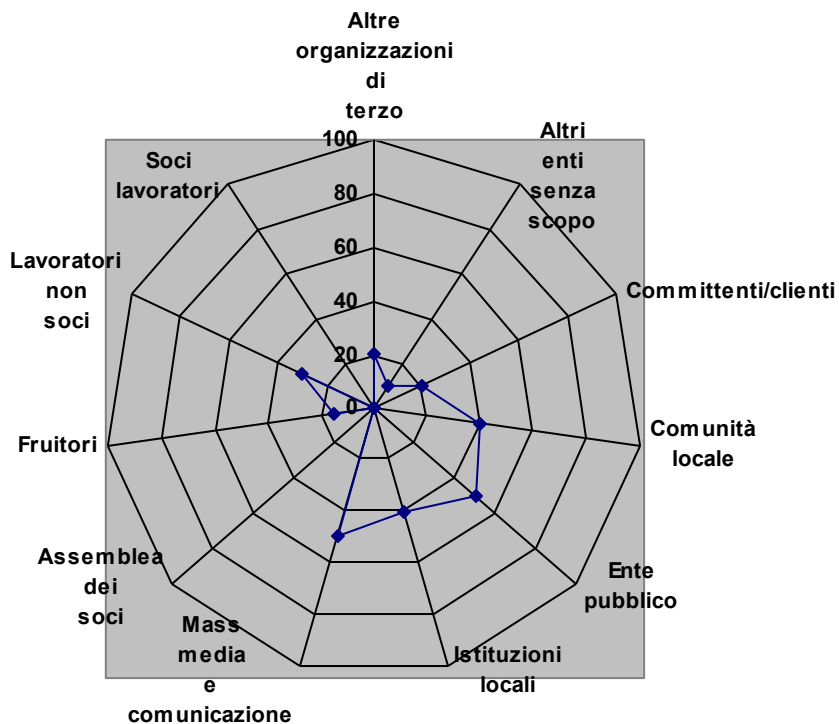 Altre
organizzazioni
di
terzo
Altri
enti
senza
scopo
Committenti/clienti
Comunità
locale
Ente
pubblico
Istituzioni
locali
Mass
media
e
comunicazione
Assemblea
dei
soci
Fruitori
Lavoratori
non
soci
Soci
lavoratori
100
80
60
40
20
0